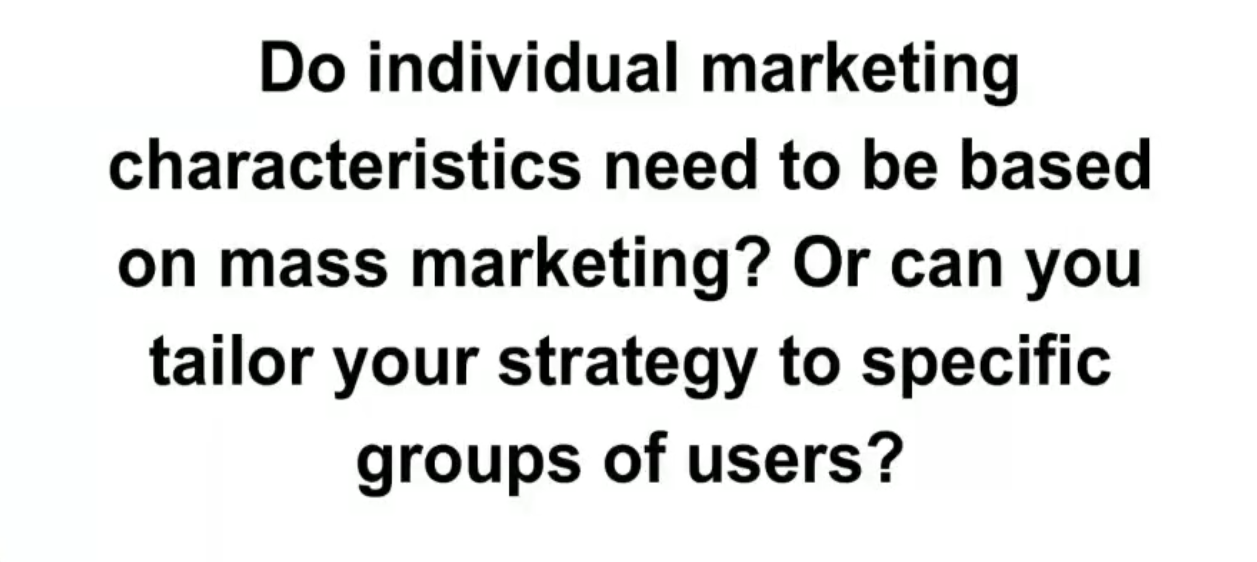 Do individual marketing
characteristics need to be based
on mass marketing? Or can you
tailor your strategy to specific
groups of users?